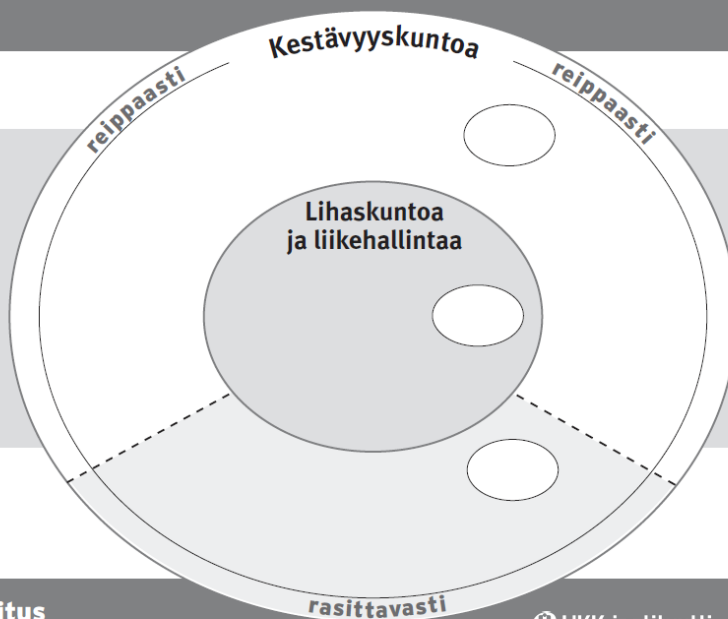 Kestävyyskuntoa
reippaasti
reippaasti
Lihaskuntoa
ja liikehallintaa
rasittavasti